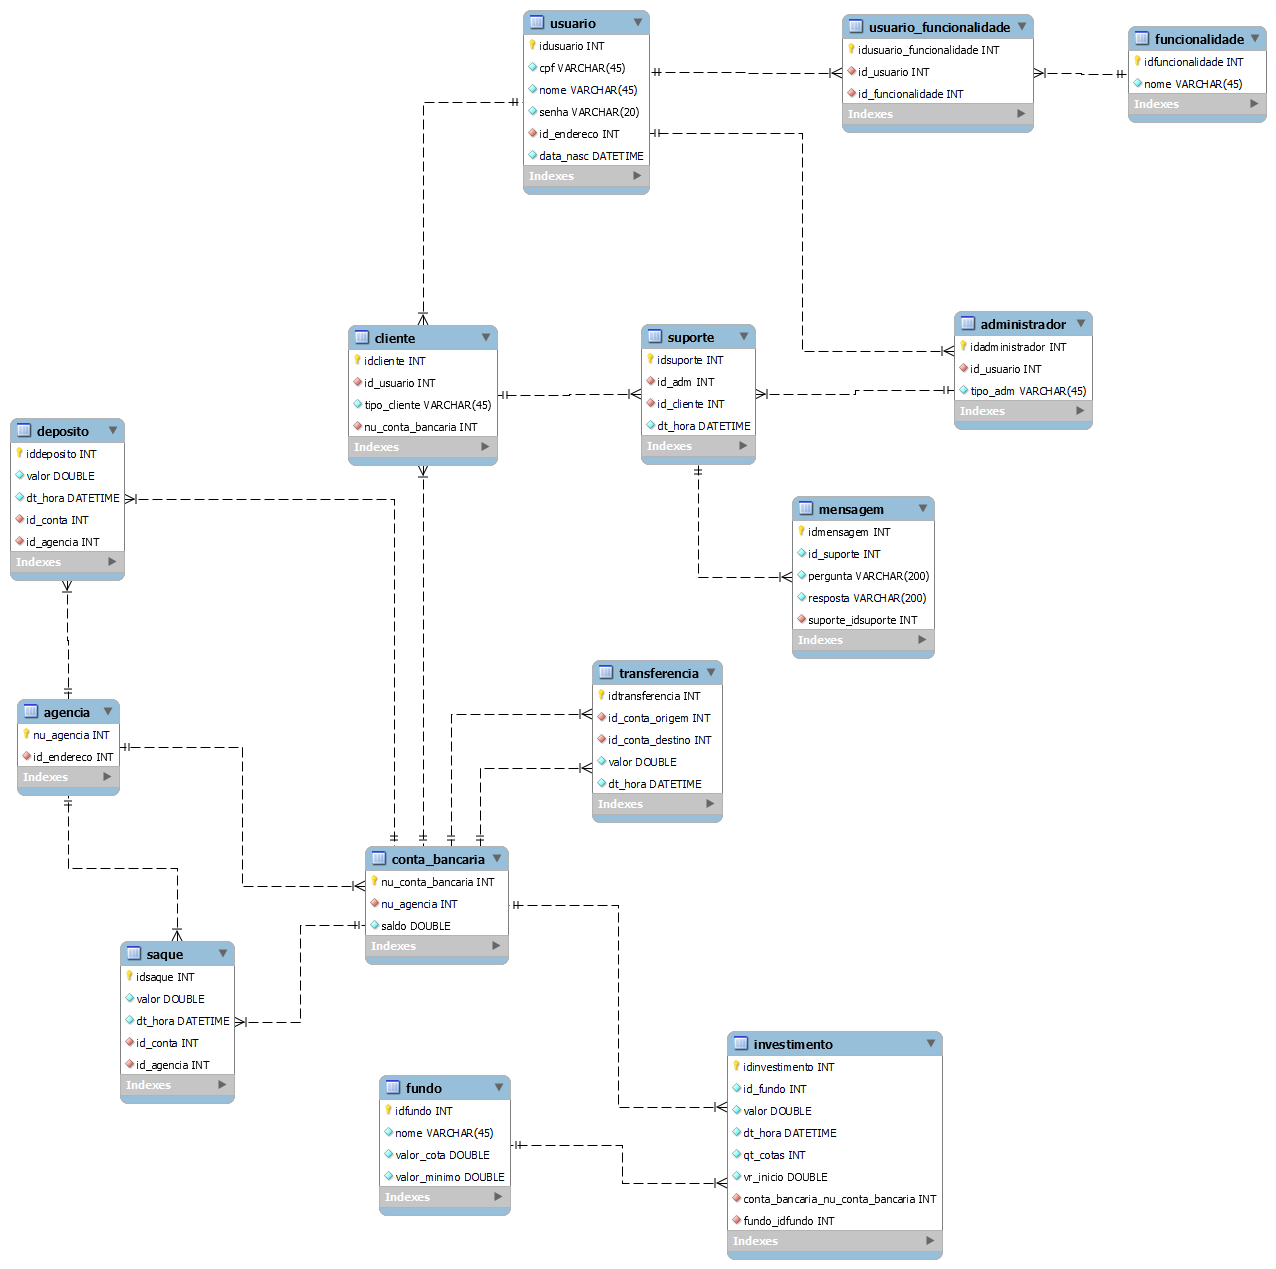 usuario
idusuario INT
cpf VARCHAR(45)
nome VARCHAR(45)
senha VARCHAR(20)
id_endereco INT
data_nasc DATETIME
Indexes
usuario_funcionalidade
idusuario_funcionalidade INT
id_usuario INT
id_funcionalidade INT
Indexes
funcionalidade
idfuncionalidade INT
nome VARCHAR(45)
Indexes
cliente
idcliente INT
id_usuario INT
tipo_cliente VARCHAR(45)
nu_conta_bancaria INT
Indexes
suporte
idsuporte INT
id_adm INT
id_cliente INT
dt_hora DATETIME
Indexes
administrador
idadministrador INT
id_usuario INT
tipo_adm VARCHAR(45)
Indexes
deposito
iddeposito INT
valor DOUBLE
dt_hora DATETIME
id_conta INT
id_agencia INT
Indexes
mensagem
idmensagem INT
id_suporte INT
pergunta VARCHAR(200)
resposta VARCHAR(200)
suporte_idsuporte INT
Indexes
transferencia
idtransferencia INT
id_conta_origem INT
id_conta_destino INT
valor DOUBLE
dt_hora DATETIME
Indexes
agencia
nu_agencia INT
id_endereco INT
Indexes
conta_bancaria
nu_conta_bancaria INT
nu_agencia INT
saldo DOUBLE
Indexes
saque
idsaque INT
valor DOUBLE
dt_hora DATETIME
id_conta INT
id_agencia INT
Indexes
fundo
idfundo INT
nome VARCHAR(45)
valor_cota DOUBLE
valor_minimo DOUBLE
Indexes
investimento
idinvestimento INT
id_fundo INT
valor DOUBLE
dt_hora DATETIME
qt_cotas INT
vr_inicio DOUBLE
conta_bancaria_nu_conta_bancaria INT
fundo_idfundo INT
Indexes